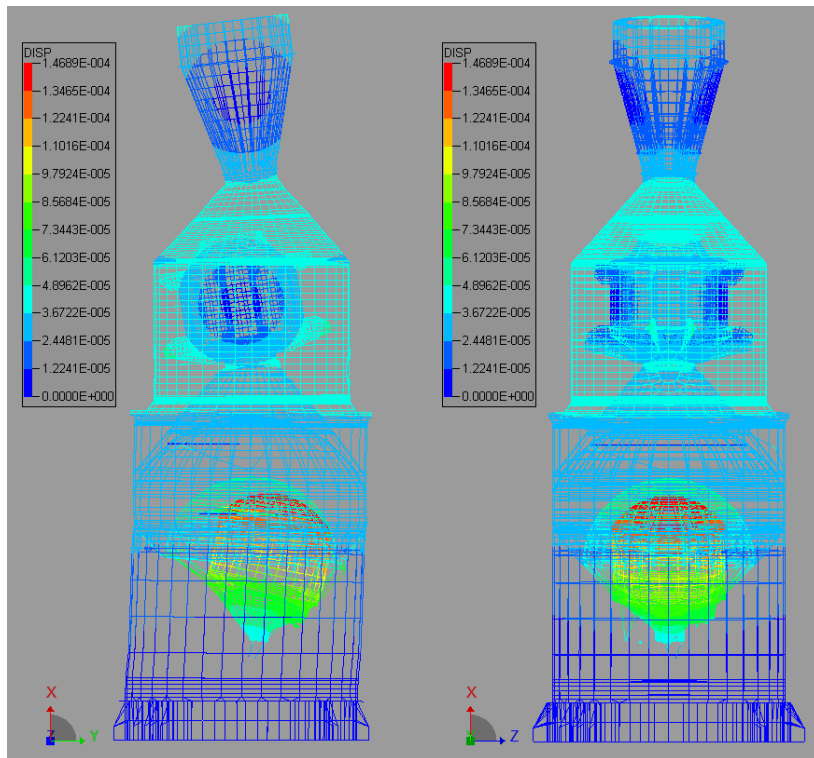 DISP
1.4689E-004
1.3465E-004
1.2241E-004
1.1016E-004
9.7924E-005
8.5684E-005
7.3443E-005
6.1203E-005
4.8962E-005
3.6722E-005
2.4481E-005
1.2241E-005
0.0000E+000
X
Z
Y
DISP
1.4689E-004
1.3465E-004
1.2241E-004
1.1016E-004
9.7924E-005
8.5684E-005
7.3443E-005
6.1203E-005
4.8962E-005
3.6722E-005
2.4481E-005
1.2241E-005
0.0000E+000
X
Y
Z